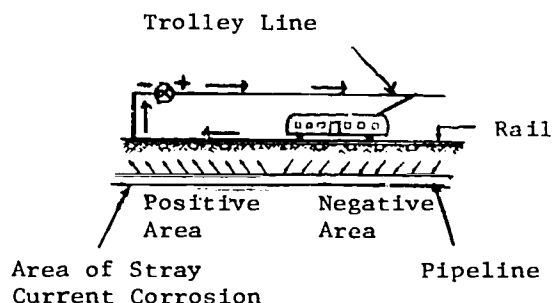 Trolley Line
- +
Rail
Positive Area
Negative Area
Area of Stray
Current Corrosion
Pipeline